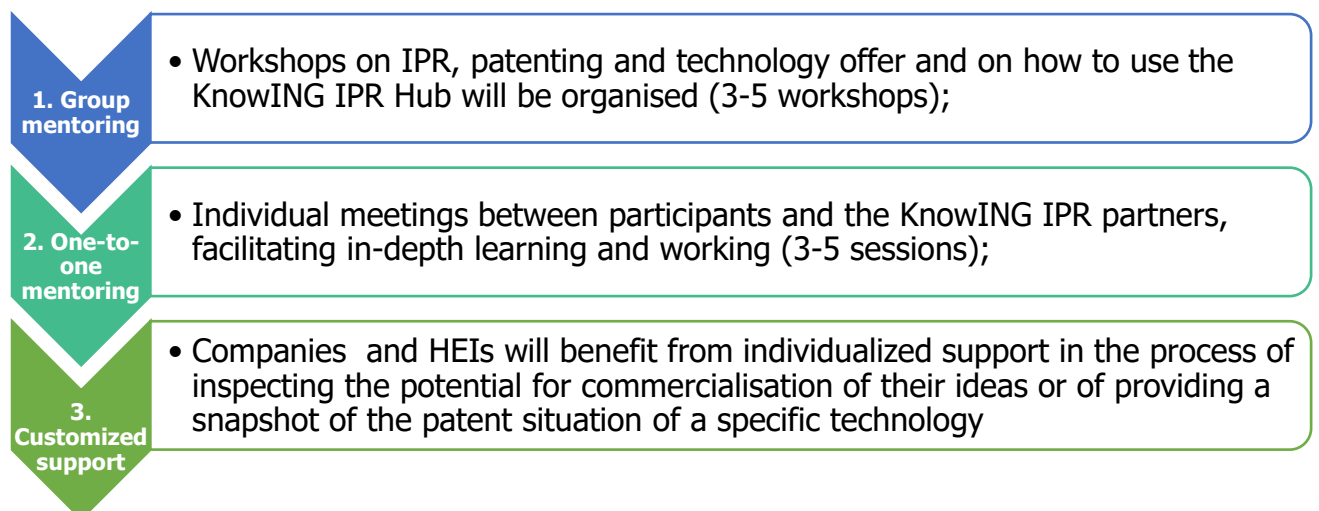 1. Group
mentoring
• Workshops on IPR, patenting and technology offer and on how to use the
KnowING IPR Hub will be organised (3-5 workshops);
2. One-to-
one
mentoring
• Individual meetings between participants and the KnowING IPR partners,
facilitating in-depth learning and working (3-5 sessions);
3.
Customized
support
• Companies  and HEIs will benefit from individualized support in the process of
inspecting the potential for commercialisation of their ideas or of providing a
snapshot of the patent situation of a specific technology